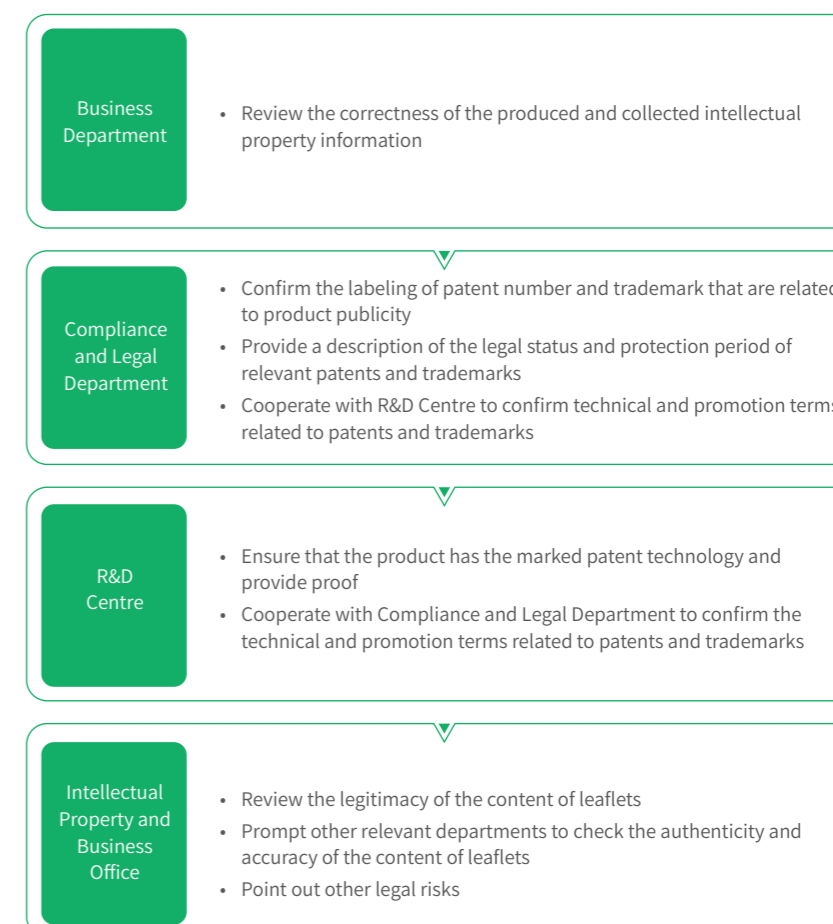 Business
Department
• Review the correctness of the produced and collected intellectual
property information
Compliance
and Legal
Department
• Confirm the labeling of patent number and trademark that are related
to product publicity
• Provide a description of the legal status and protection period of
relevant patents and trademarks
• Cooperate with R&D Centre to confirm technical and promotion terms
related to patents and trademarks
R&D
Centre
• Ensure that the product has the marked patent technology and
provide proof
• Cooperate with Compliance and Legal Department to confirm the
technical and promotion terms related to patents and trademarks
Intellectual
Property and
Business
Office
• Review the legitimacy of the content of leaflets
• Prompt other relevant departments to check the authenticity and
accuracy of the content of leaflets
• Point out other legal risks